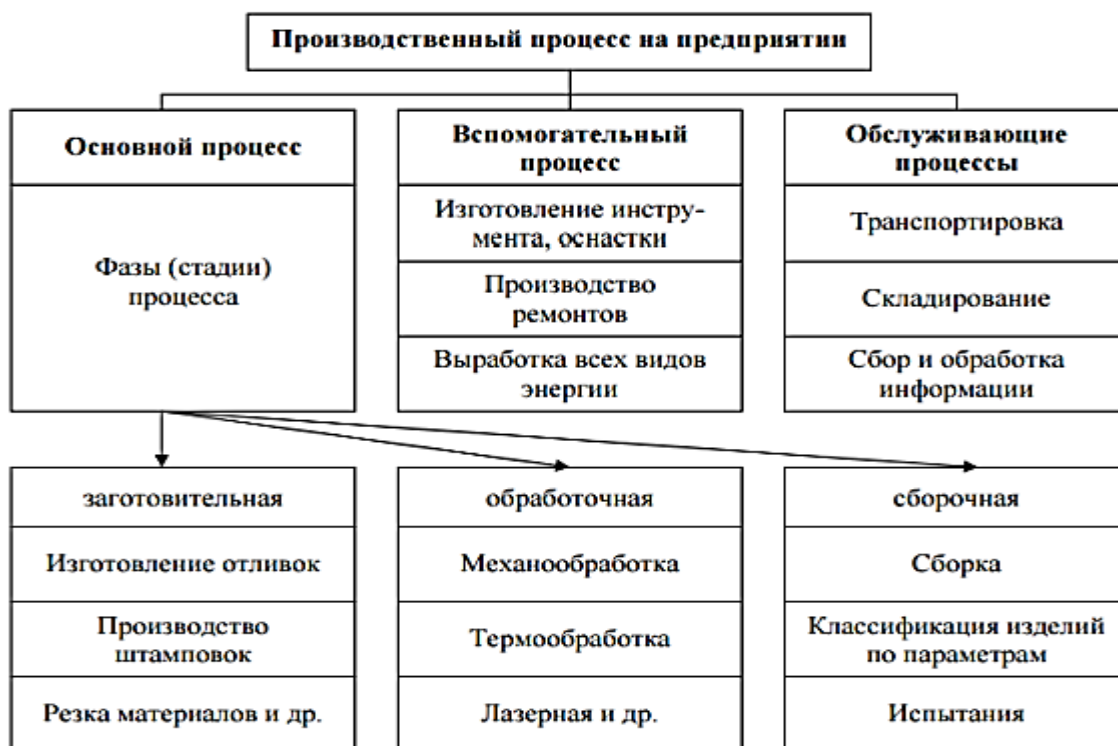 Производственный процесс на предприятии
Основной процесс
Вспомогательный
процесс
Обслуживающие
процессы
Фазы (стадии)
процесса
Изготовление инстру-
мента, оснастки
Производство
ремонтов
Выработка всех видов
энергии
Транспортировка
Складирование
Сбор и обработка
информации
заготовительная
Изготовление отливок
Производство
штамповок
Резка материалов и др.
обработочная
Механообработка
Термообработка
Лазерная и др.
сборочная
Сборка
Классификация изделий
по параметрам
Испытания